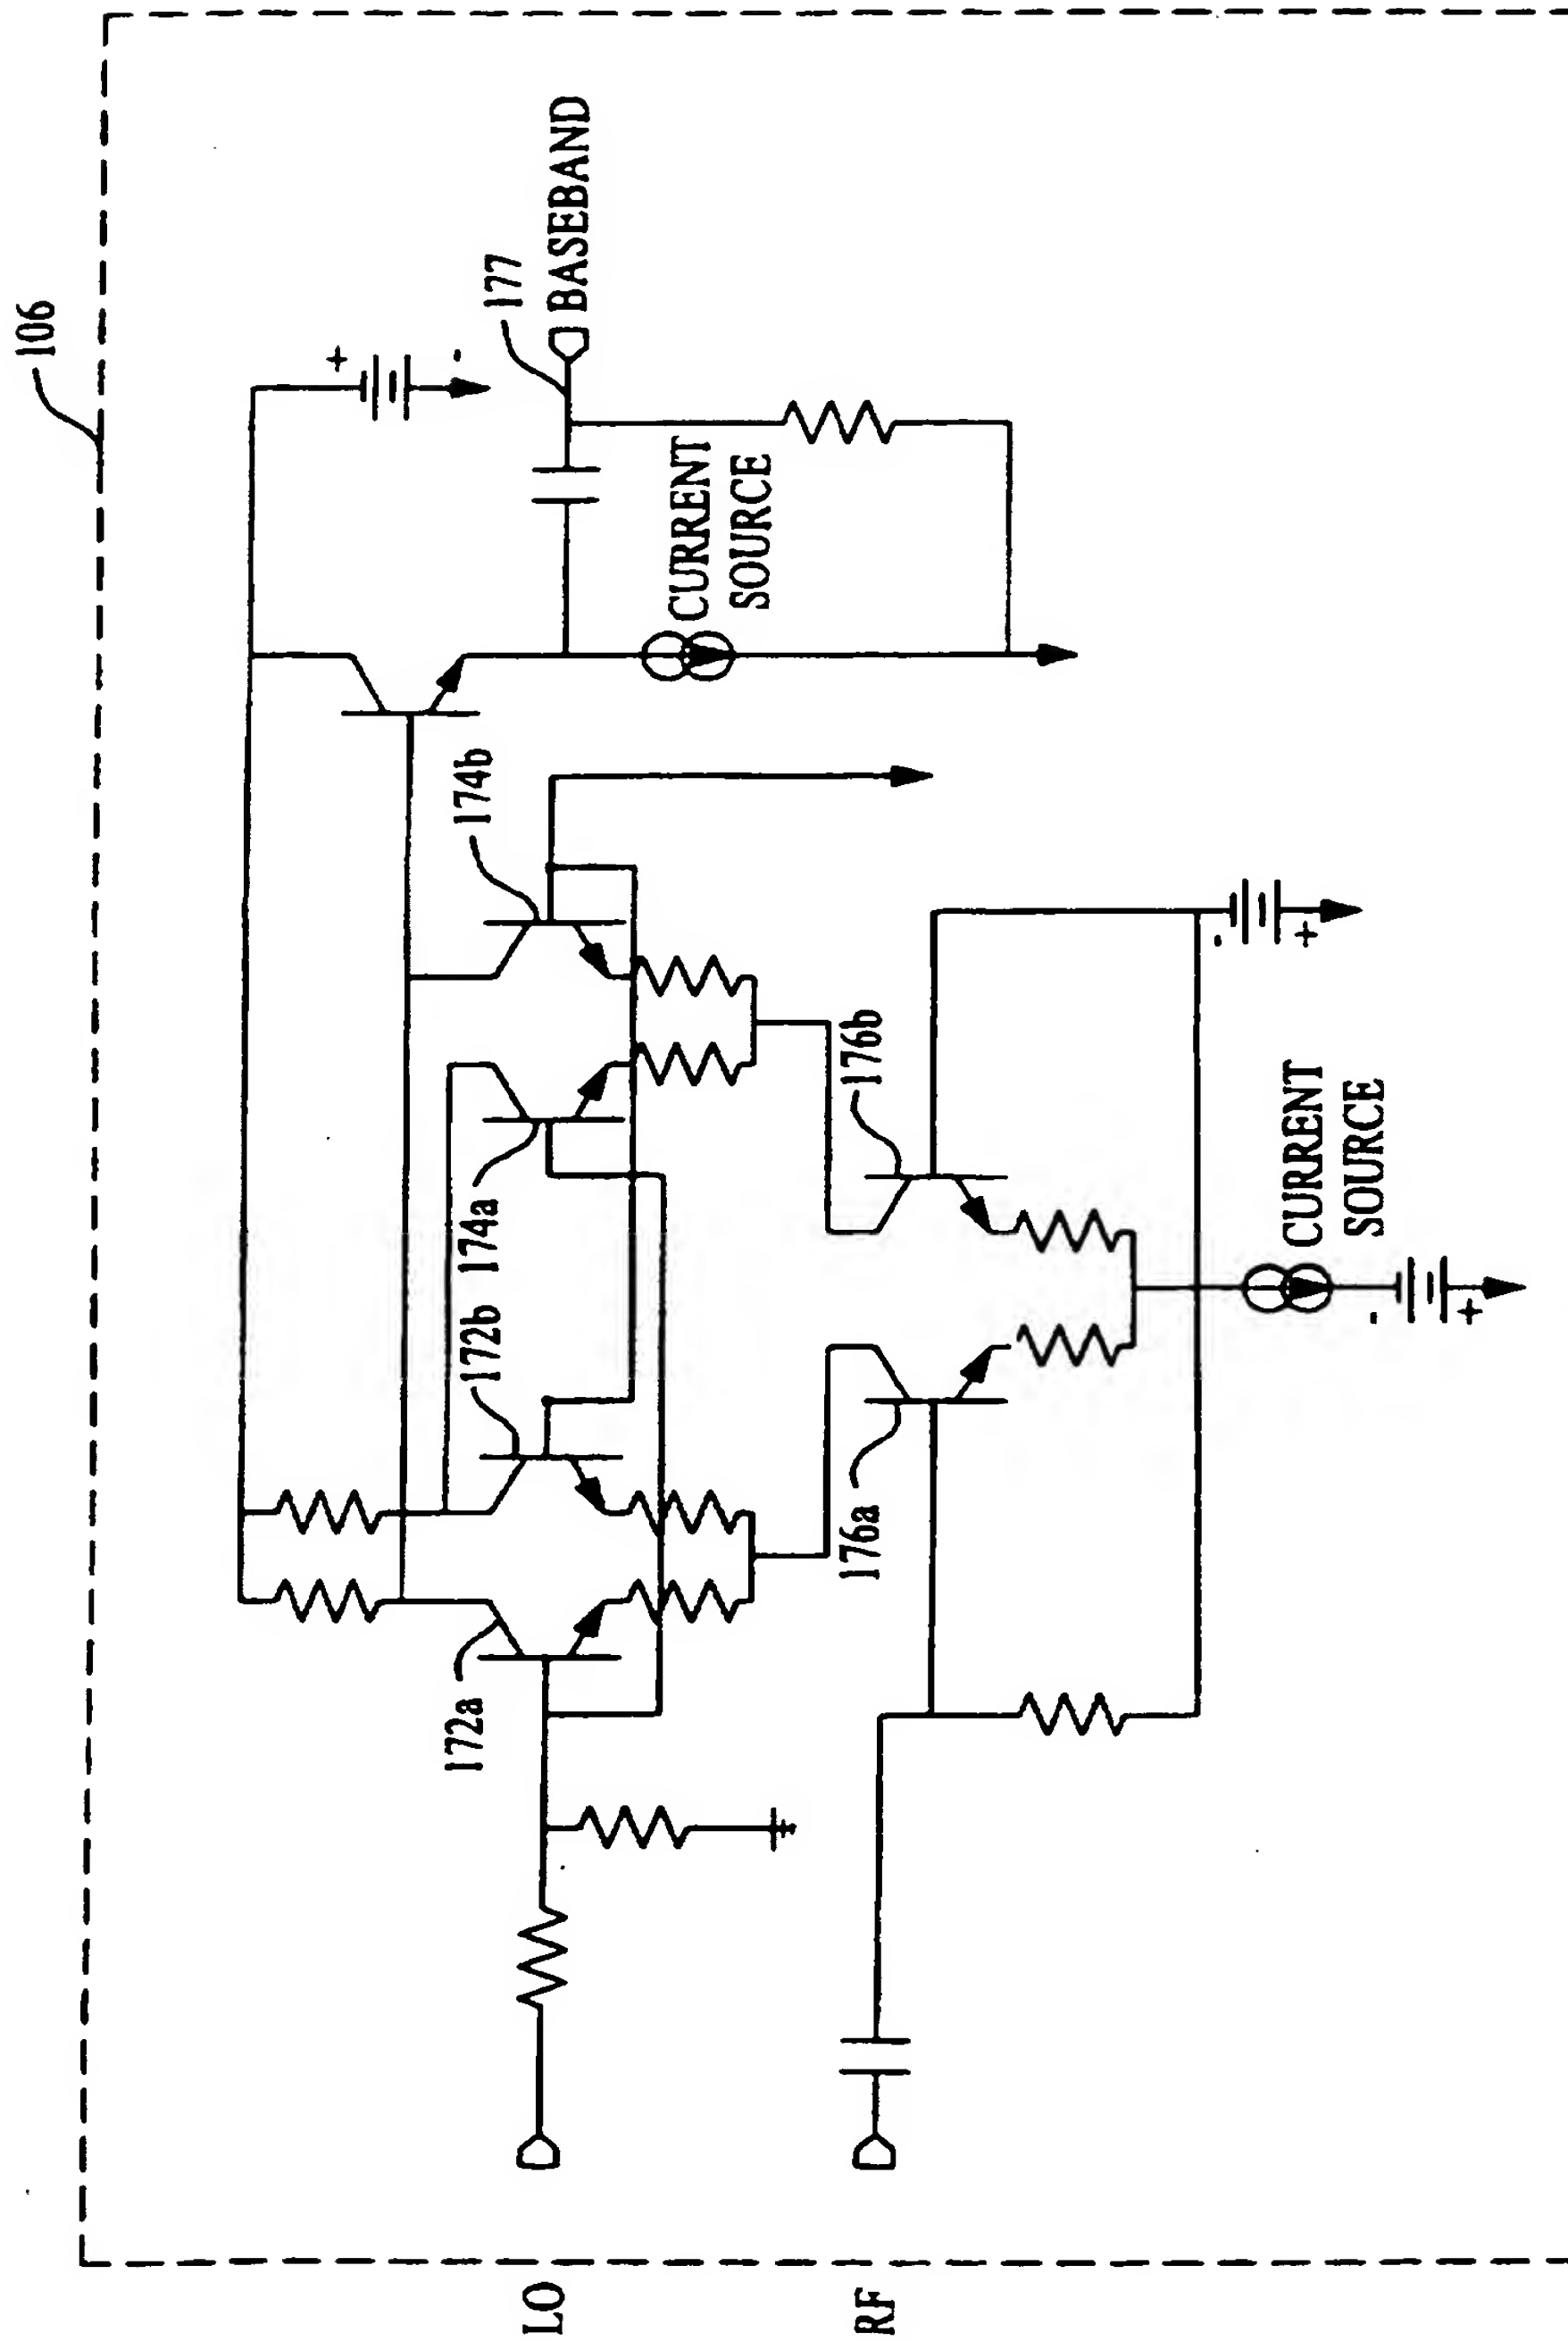 106
177
BASEBAND
CURRENT
SOURCE
174b
174a
172b
172a
176b
176a
CURRENT
SOURCE
LO
RF
+
-
-
+
-
+